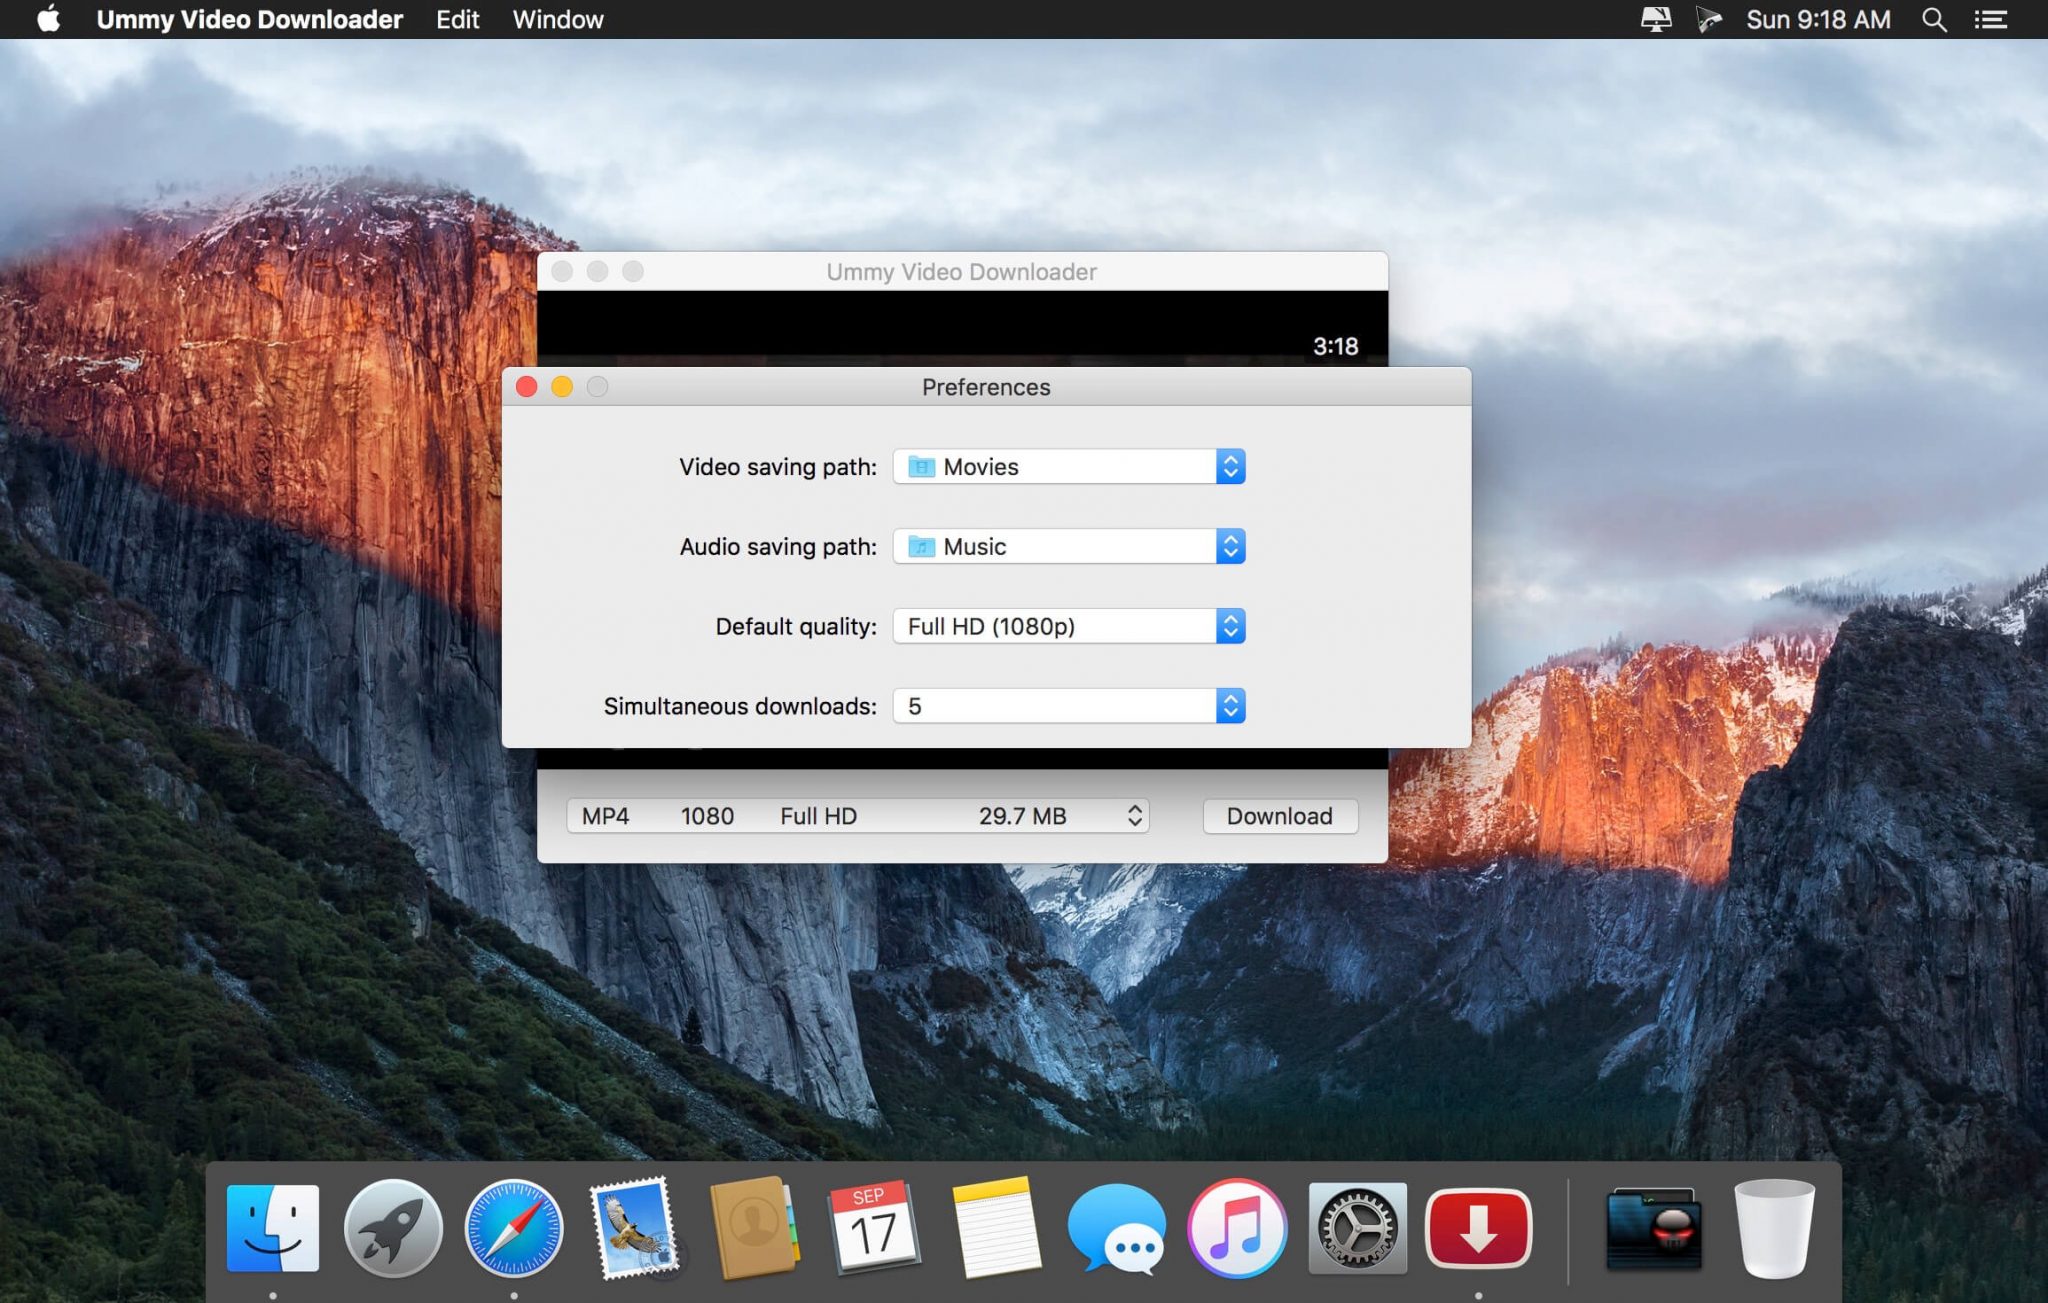 Ummy Video Downloader Edit Window Sun 9:18 AM
Ummy Video Downloader
3:18
Preferences
Video saving path: Movies
Audio saving path: Music
Default quality: Full HD (1080p)
Simultaneous downloads: 5
MP4 1080 Full HD 29.7 MB Download
SEP
17